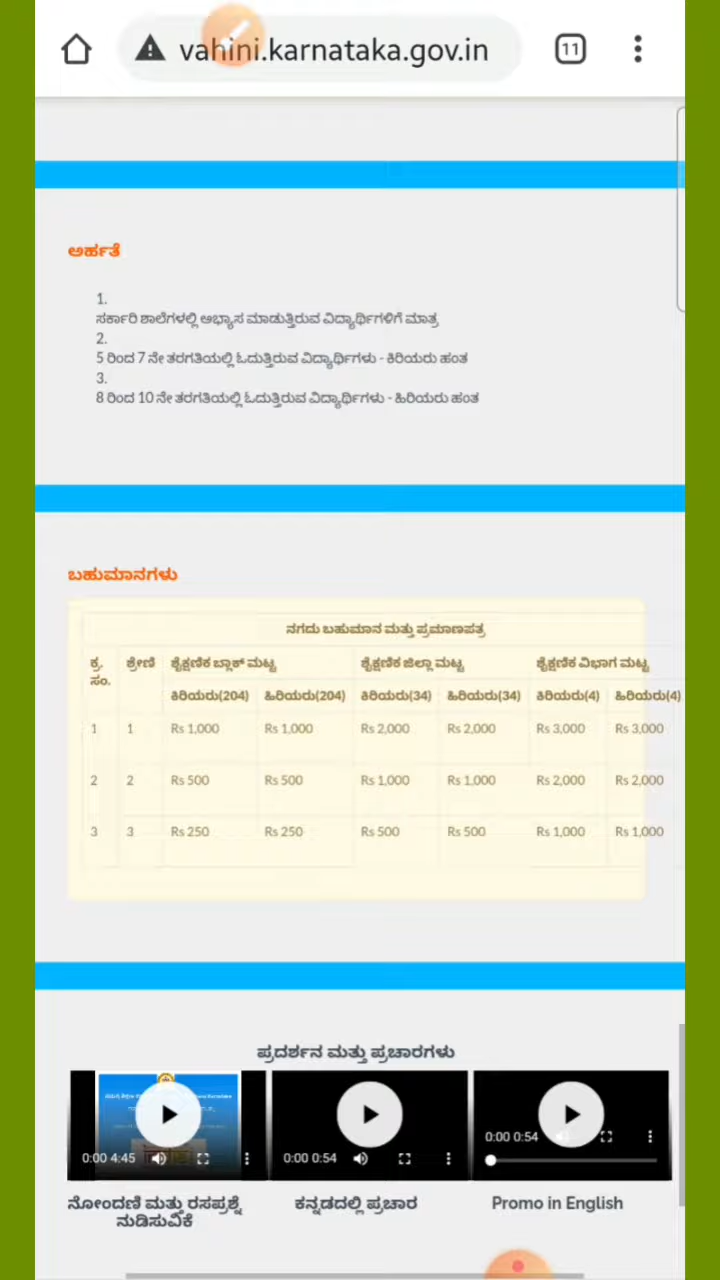 11
vahini.karnataka.gov.in
ಅರ್ಹತೆ
1.
ಸರ್ಕಾರಿ ಶಾಲೆಗಳಲ್ಲಿ ಅಭ್ಯಾಸ ಮಾಡುತ್ತಿರುವ ವಿದ್ಯಾರ್ಥಿಗಳಿಗೆ ಮಾತ್ರ
2.
5 ರಿಂದ 7 ನೇ ತರಗತಿಯಲ್ಲಿ ಓದುತ್ತಿರುವ ವಿದ್ಯಾರ್ಥಿಗಳು - ಕಿರಿಯರು ಹಂತ
3.
8 ರಿಂದ 10 ನೇ ತರಗತಿಯಲ್ಲಿ ಓದುತ್ತಿರುವ ವಿದ್ಯಾರ್ಥಿಗಳು - ಹಿರಿಯರು ಹಂತ
ಬಹುಮಾನಗಳು
ನಗದು ಬಹುಮಾನ ಮತ್ತು ಪ್ರಮಾಣಪತ್ರ
ಕ್ರ. ಸಂ. ಶ್ರೇಣಿ ಶೈಕ್ಷಣಿಕ ಬ್ಲಾಕ್ ಮಟ್ಟ ಶೈಕ್ಷಣಿಕ ಜಿಲ್ಲಾ ಮಟ್ಟ ಶೈಕ್ಷಣಿಕ ವಿಭಾಗ ಮಟ್ಟ
ಕಿರಿಯರು(204) ಹಿರಿಯರು(204) ಕಿರಿಯರು(34) ಹಿರಿಯರು(34) ಕಿರಿಯರು(4) ಹಿರಿಯರು(4)
1 1 Rs 1,000 Rs 1,000 Rs 2,000 Rs 2,000 Rs 3,000 Rs 3,000
2 2 Rs 500 Rs 500 Rs 1,000 Rs 1,000 Rs 2,000 Rs 2,000
3 3 Rs 250 Rs 250 Rs 500 Rs 500 Rs 1,000 Rs 1,000
ಪ್ರದರ್ಶನ ಮತ್ತು ಪ್ರಚಾರಗಳು
0:00 4:45
0:00 0:54
0:00 0:54
ನೋಂದಣಿ ಮತ್ತು ರಸಪ್ರಶ್ನೆ
ನುಡಿಸುವಿಕೆ
ಕನ್ನಡದಲ್ಲಿ ಪ್ರಚಾರ
Promo in English